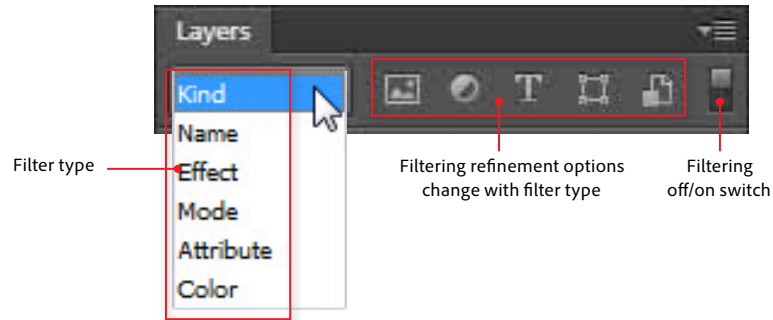 Layers
Kind
Name
Effect
Mode
Attribute
Color
Filter type
Filtering refinement options
change with filter type
Filtering
off/on switch